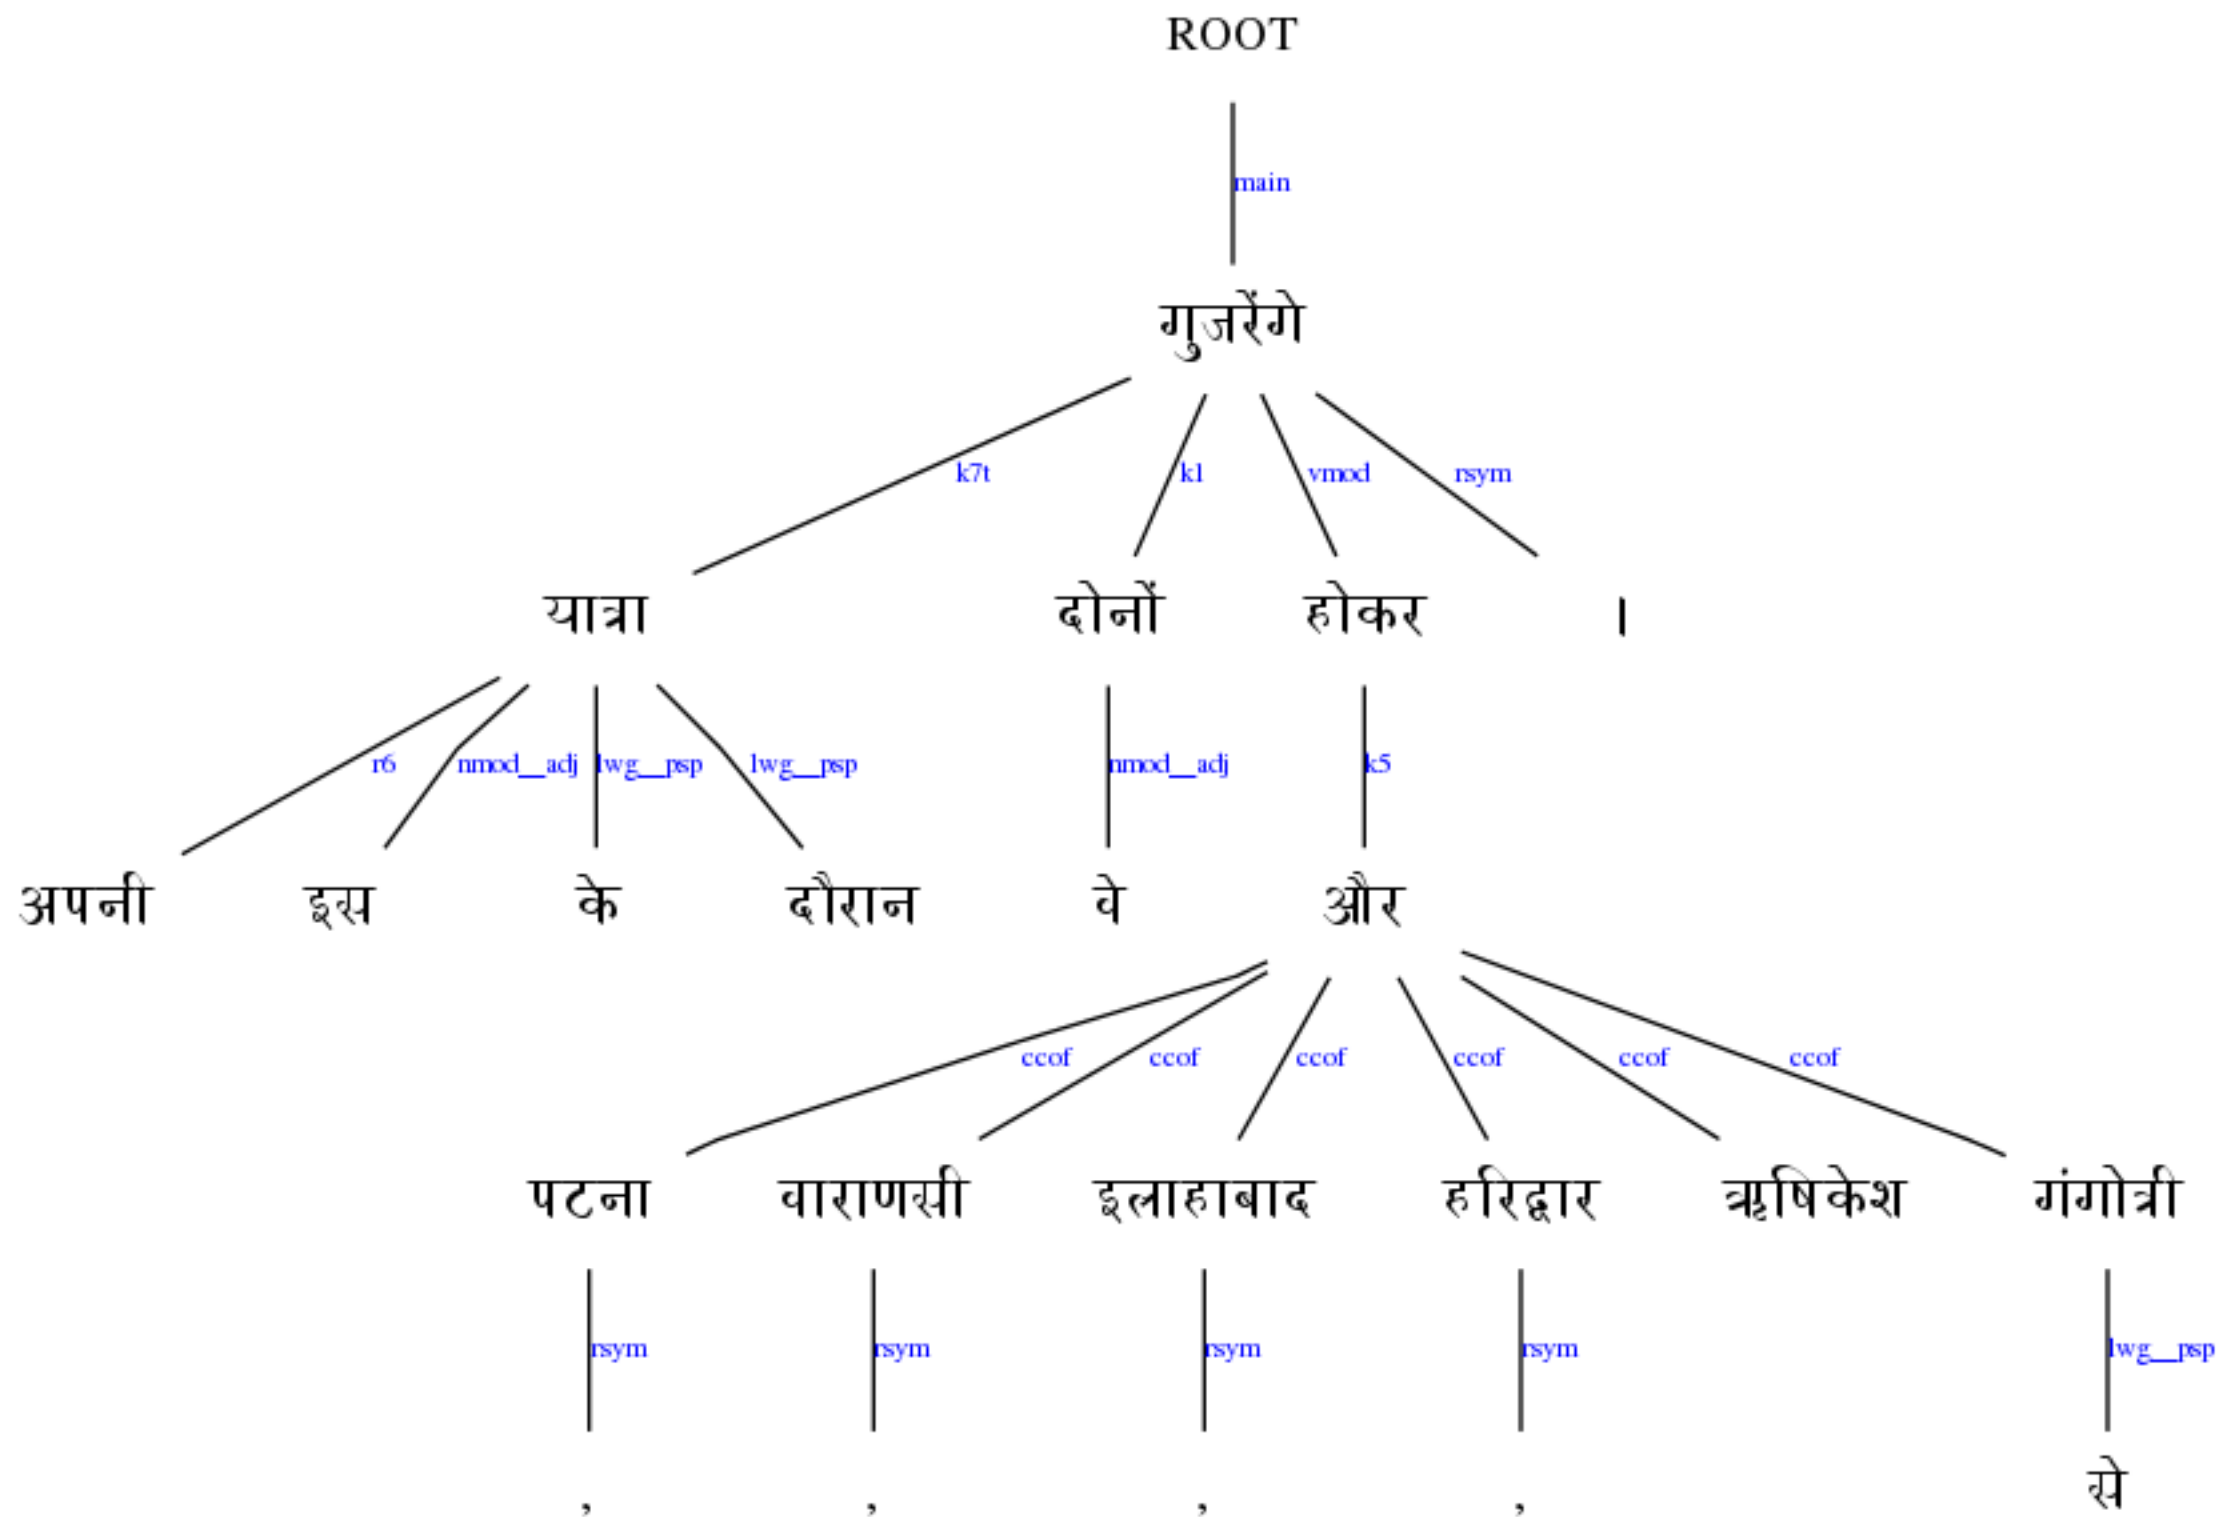 ROOT
main
गुजरेंगे
k7t k1 vmod rsym
यात्रा दोनों होकर ।
r6 nmod__adj lwg__psp lwg__psp nmod__adj k5
अपनी इस के दौरान वे और
ccof ccof ccof ccof ccof ccof
पटना वाराणसी इलाहाबाद हरिद्वार ऋषिकेश गंगोत्री
rsym rsym rsym rsym lwg__psp
, , , , से